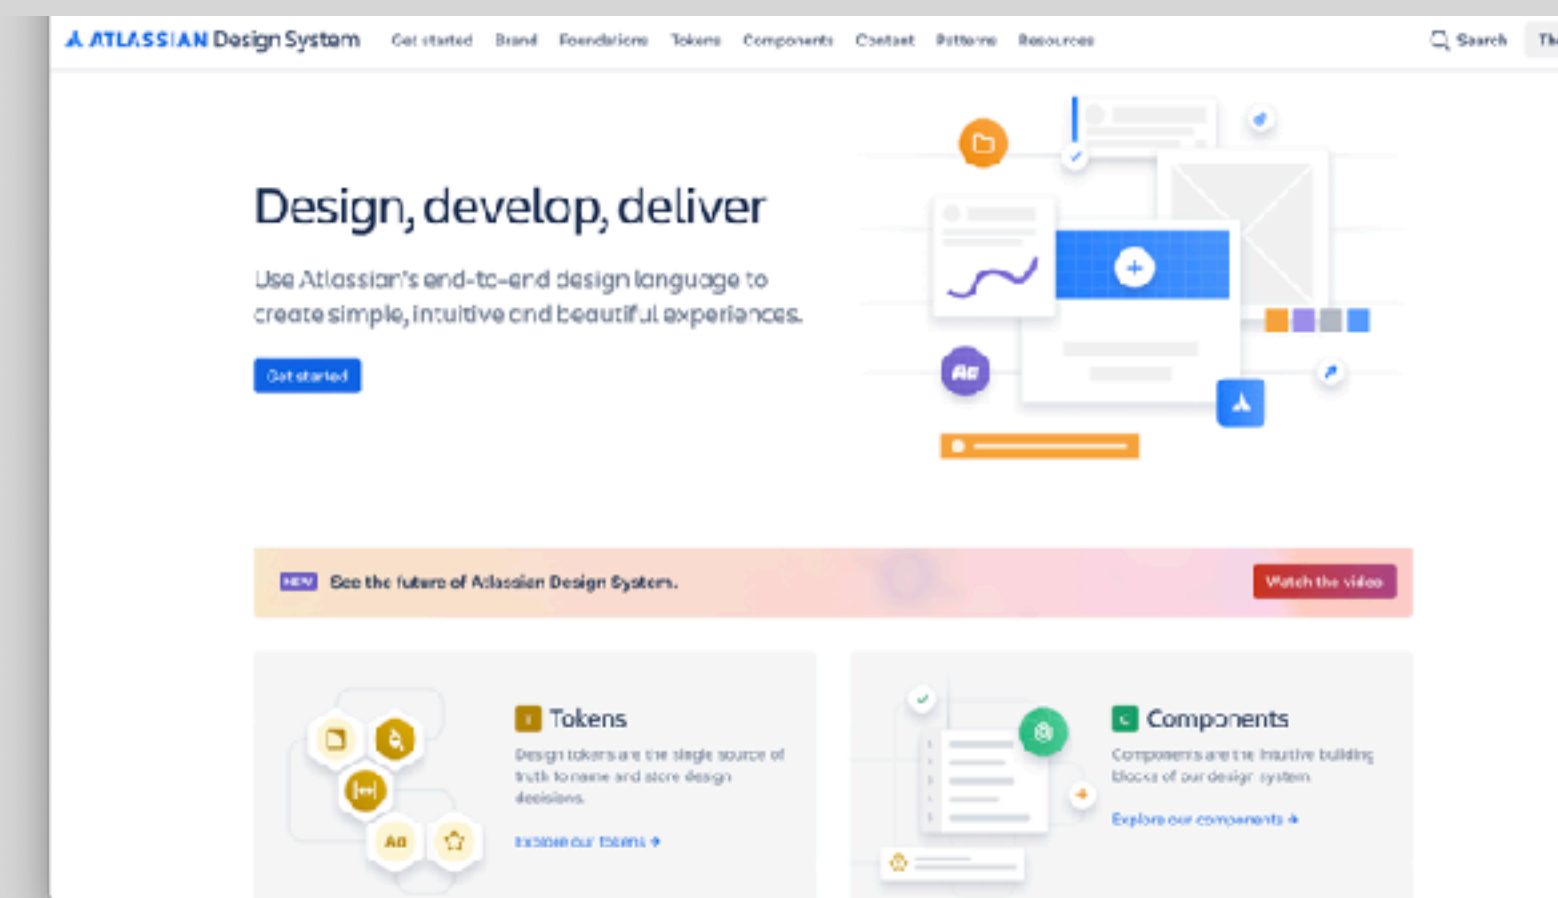 ATLASSIAN Design System
Get started Brand Foundations Tokens Components Content Patterns Resources
Search
Design, develop, deliver
Use Atlassian's end-to-end design language to
create simple, intuitive and beautiful experiences.
Get started
Aa
NEW See the future of Atlassian Design System.
Watch the video
Tokens
Design tokens are the single source of
truth to name and store design
decisions.
Explore our tokens →
Aa
C Components
Components are the intuitive building
blocks of our design system.
Explore our components →